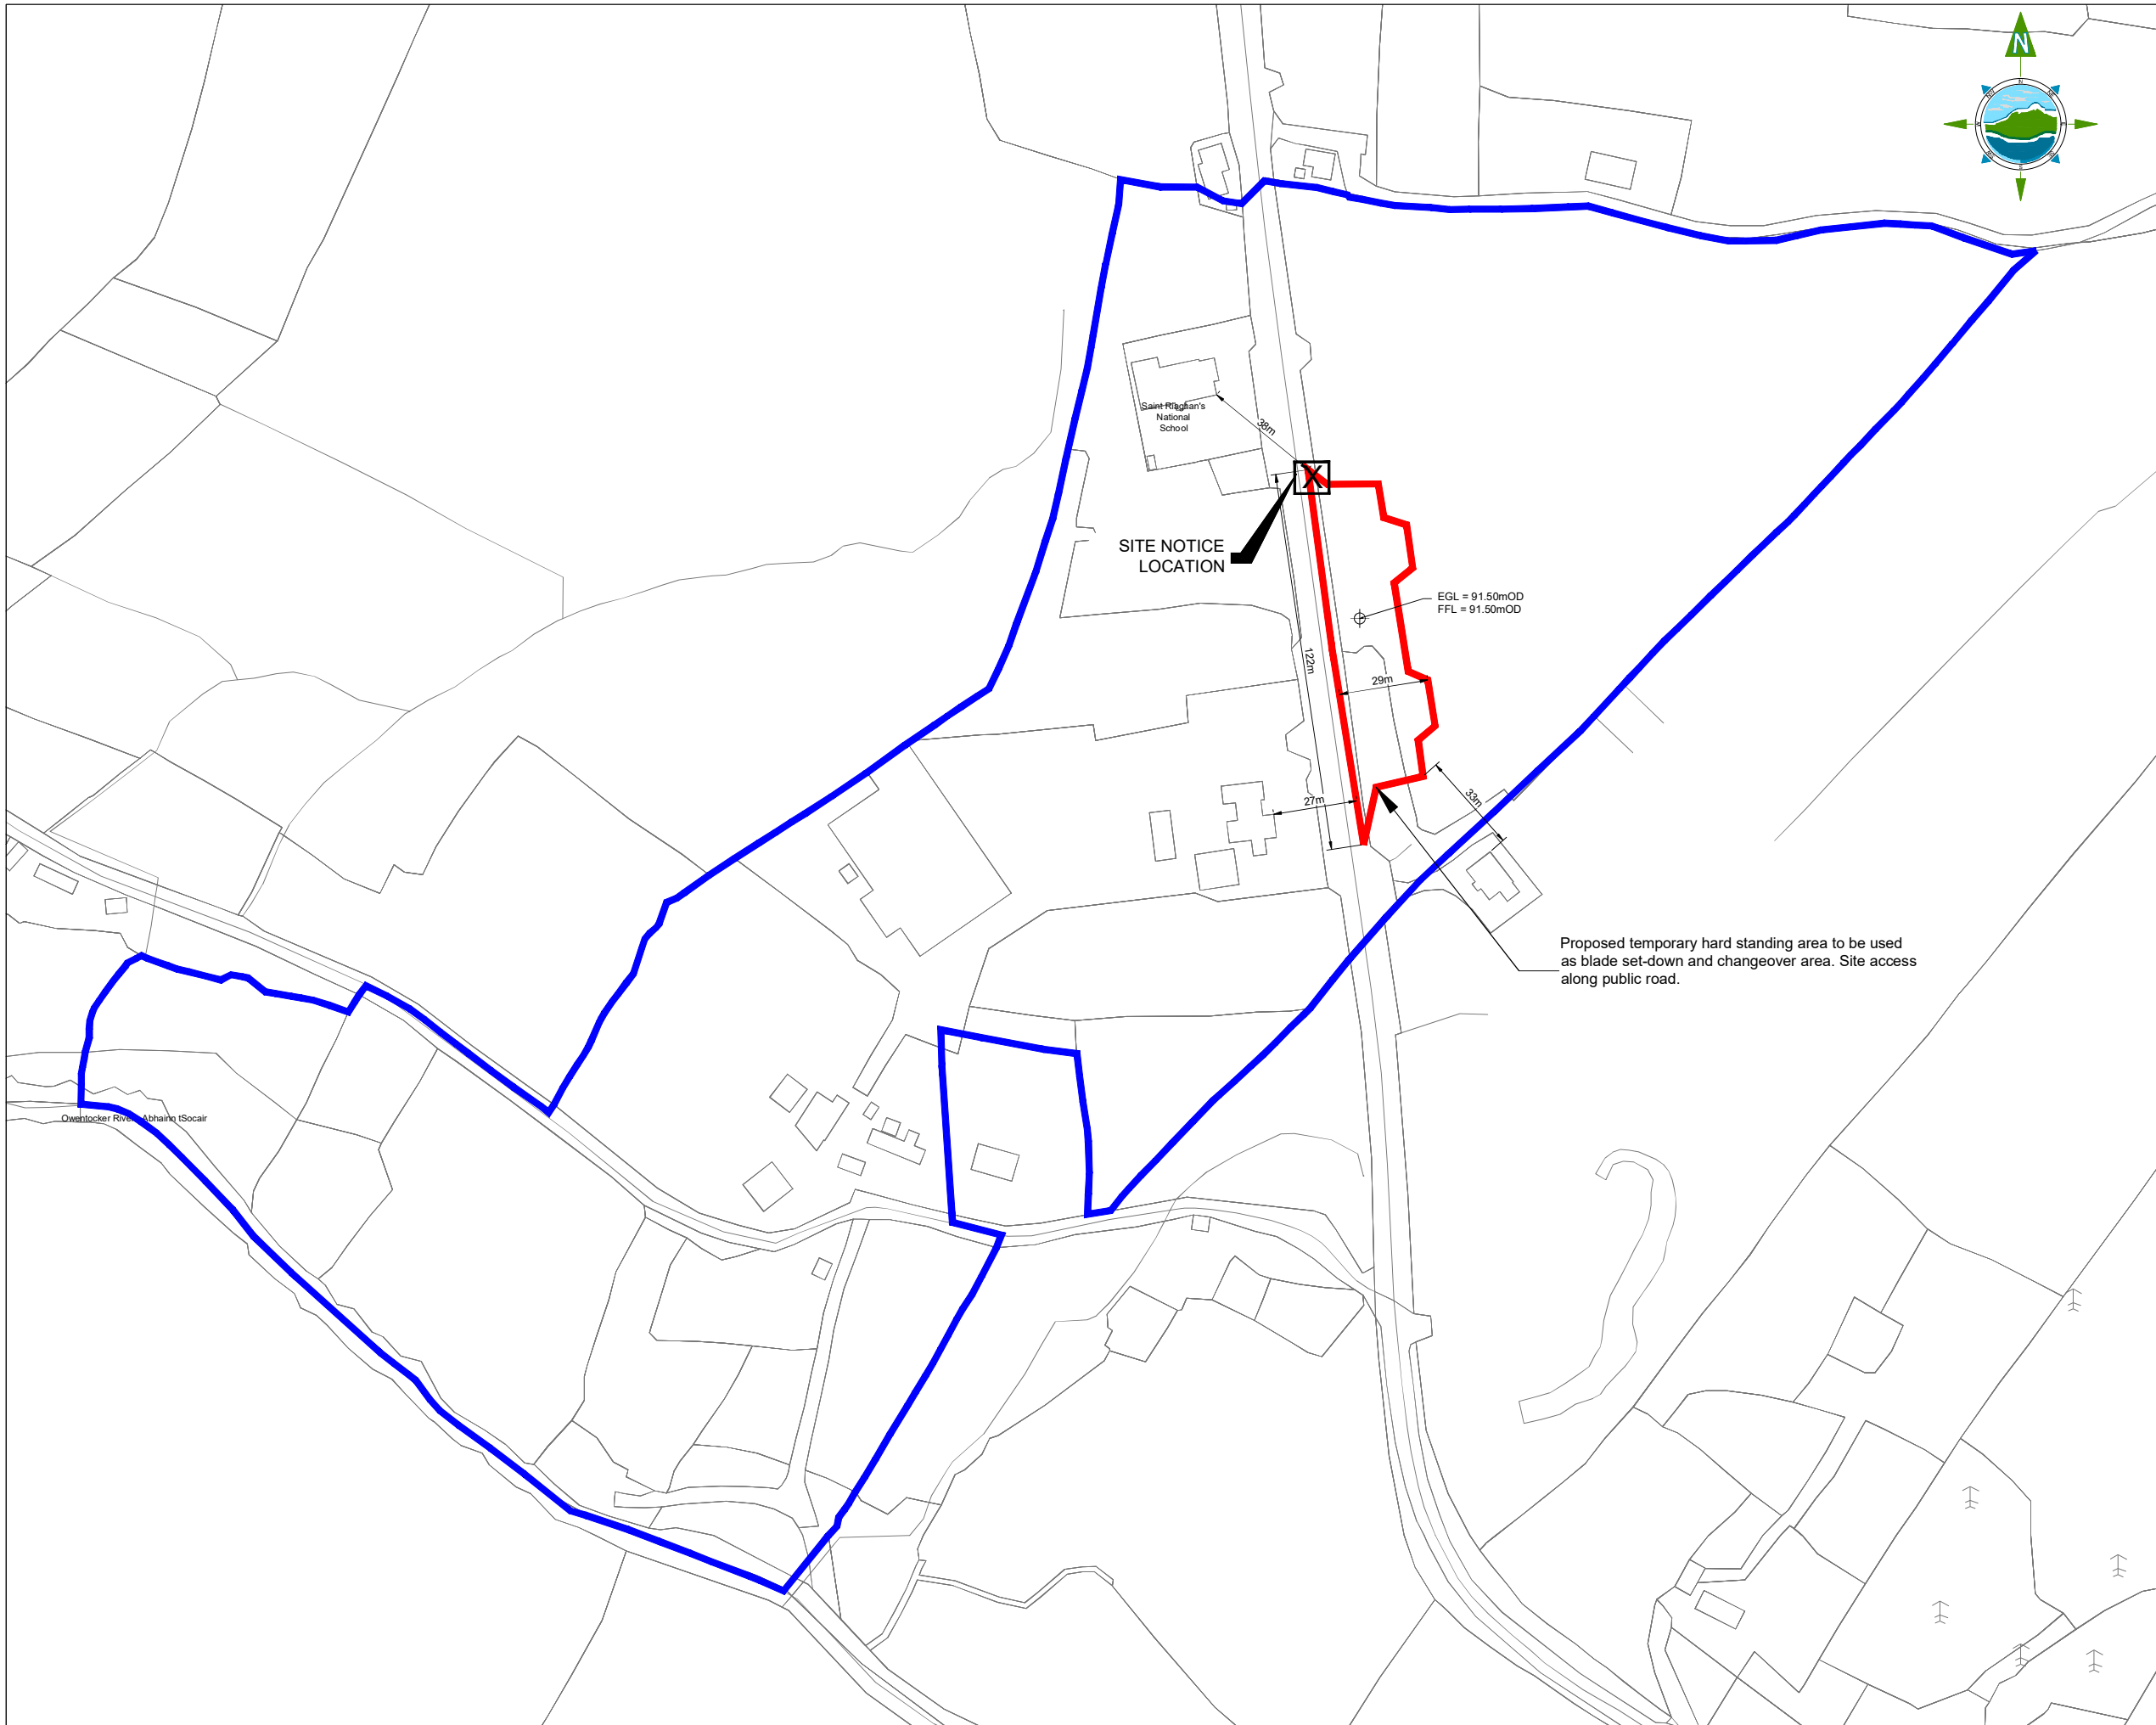 N
Saint Riaghan's
National
School
38m
X
SITE NOTICE
LOCATION
EGL = 91.50mOD
FFL = 91.50mOD
122m
29m
27m
33m
Proposed temporary hard standing area to be used
as blade set-down and changeover area. Site access
along public road.
Owentocker River Abhainn tSocair